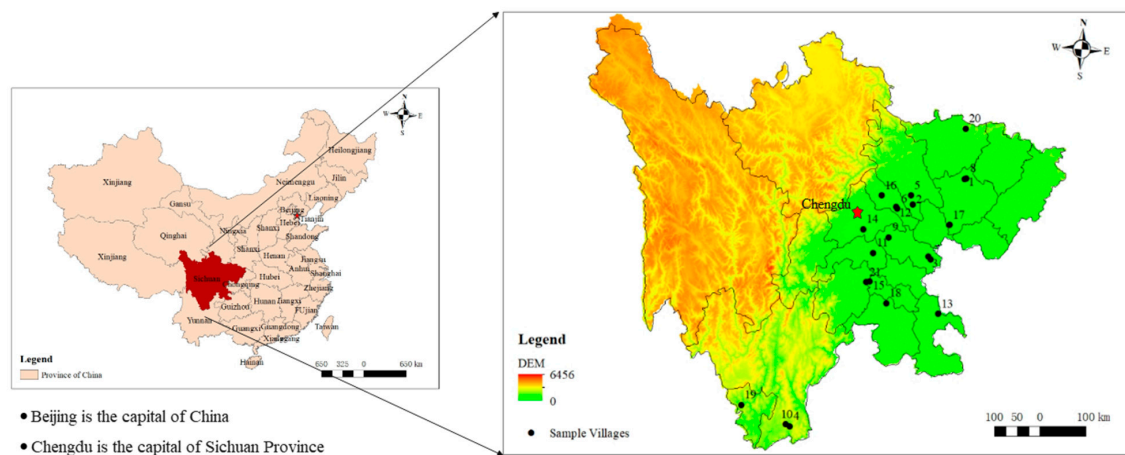 N
W E
S
Heilongjiang
Jilin
Xinjiang
Neimenggu
Liaoning
Gansu
Beijing
Tianjin
Hebei
Ningxia
Shanxi
Shandong
Qinghai
Shanxi
Henan
Jiangsu
Xinjiang
Anhui
Shanghai
Sichuan
Chongqing
Hubei
Zhejiang
Hunan
Jiangxi
Guizhou
FUjian
Yunnan
Guangxi
Guangdong
Taiwan
Hainan
Legend
Province of China
650 325 0 650 km
• Beijing is the capital of China
• Chengdu is the capital of Sichuan Province
N
W E
S
20
8
1
16
5
6
2
Chengdu
12
14
17
9
11
21
15
18
13
19
10
4
Legend
DEM
6456
0
Sample Villages
100 50 0 100 km